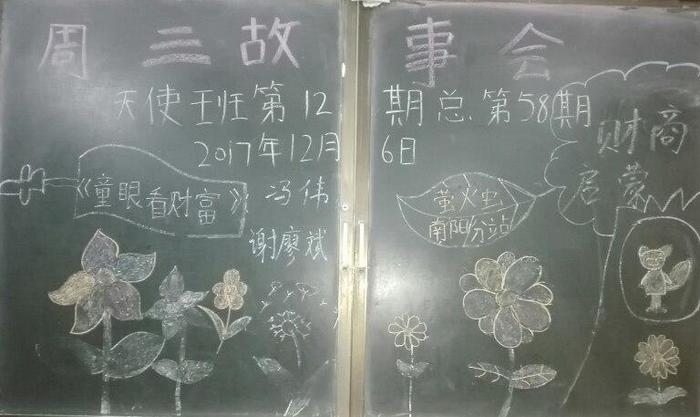 周三故事会
天使班班第12期总第58期
2017年12月6日
财商
启蒙
《童眼看财富》
冯伟
谢廖斌
萤火虫
南阳分站